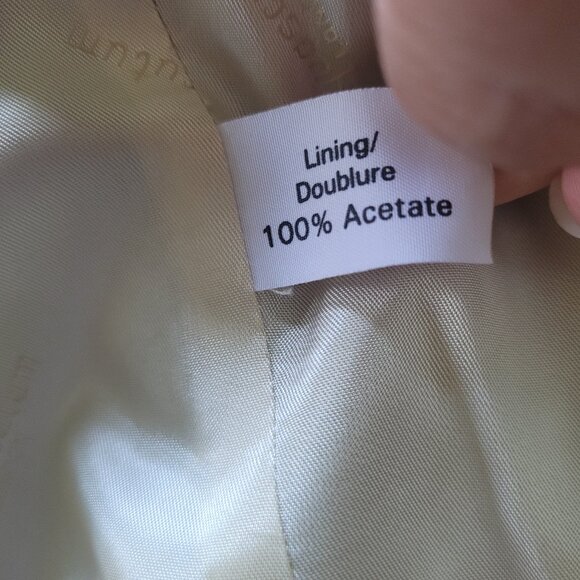 Lining/
Doublure
100% Acetate